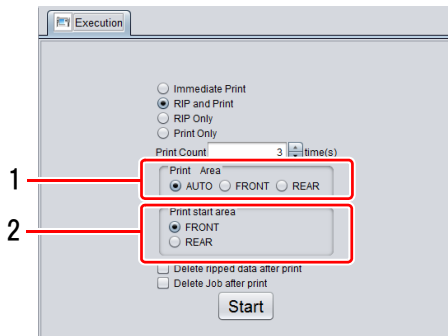 Execution
Immediate Print
RIP and Print
RIP Only
Print Only
Print Count 3 time(s)
1
Print Area
AUTO FRONT REAR
2
Print start area
FRONT
REAR
Delete ripped data after print
Delete Job after print
Start